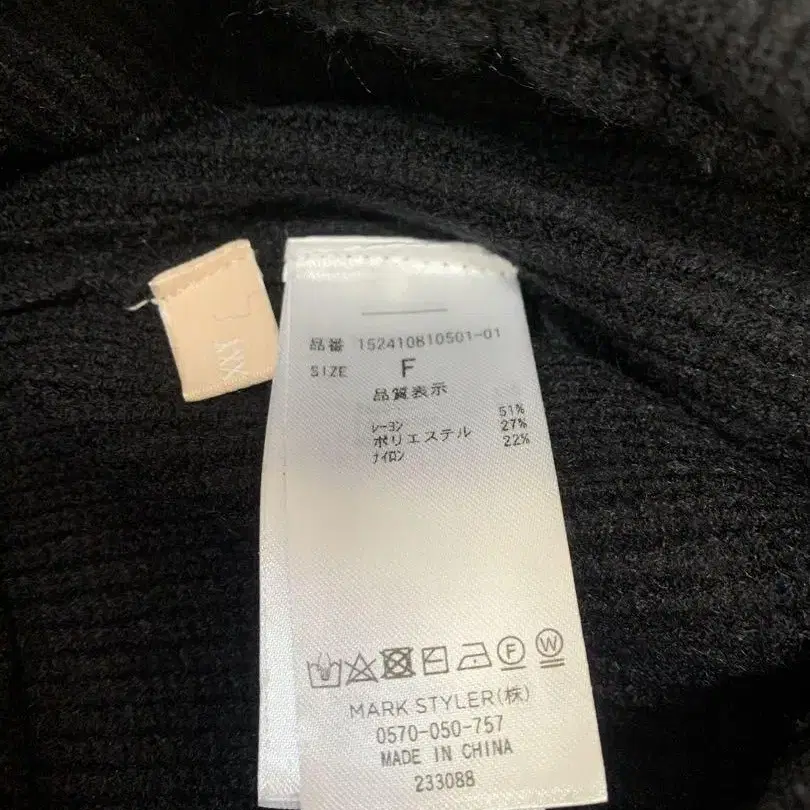 品番 152410810501-01
SIZE F
品質表示
レーヨン 51%
ポリエステル 27%
ナイロン 22%
F W
MARK STYLER(株)
0570-050-757
MADE IN CHINA
233088